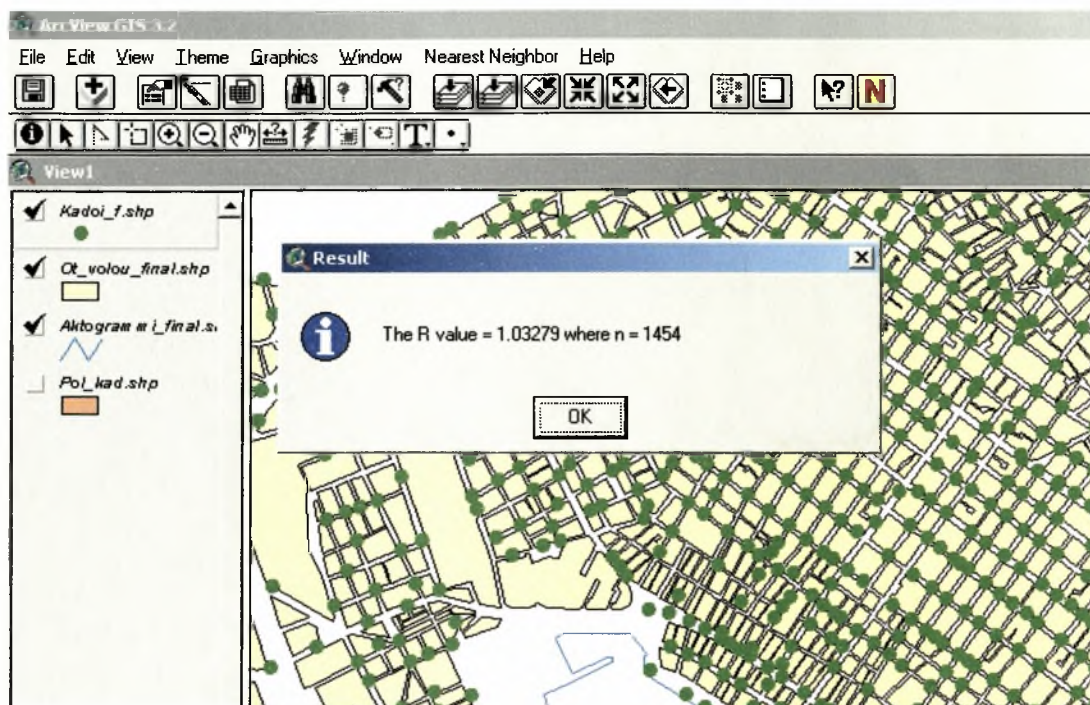 ArcView GIS 3.2
File Edit View Theme Graphics Window Nearest Neighbor Help
N
T
View1
Kadoi_f.shp
Ot_volou_final.shp
Aktogrammi_final.s
Pol_kad.shp
Result
The R value = 1.03279 where n = 1454
OK